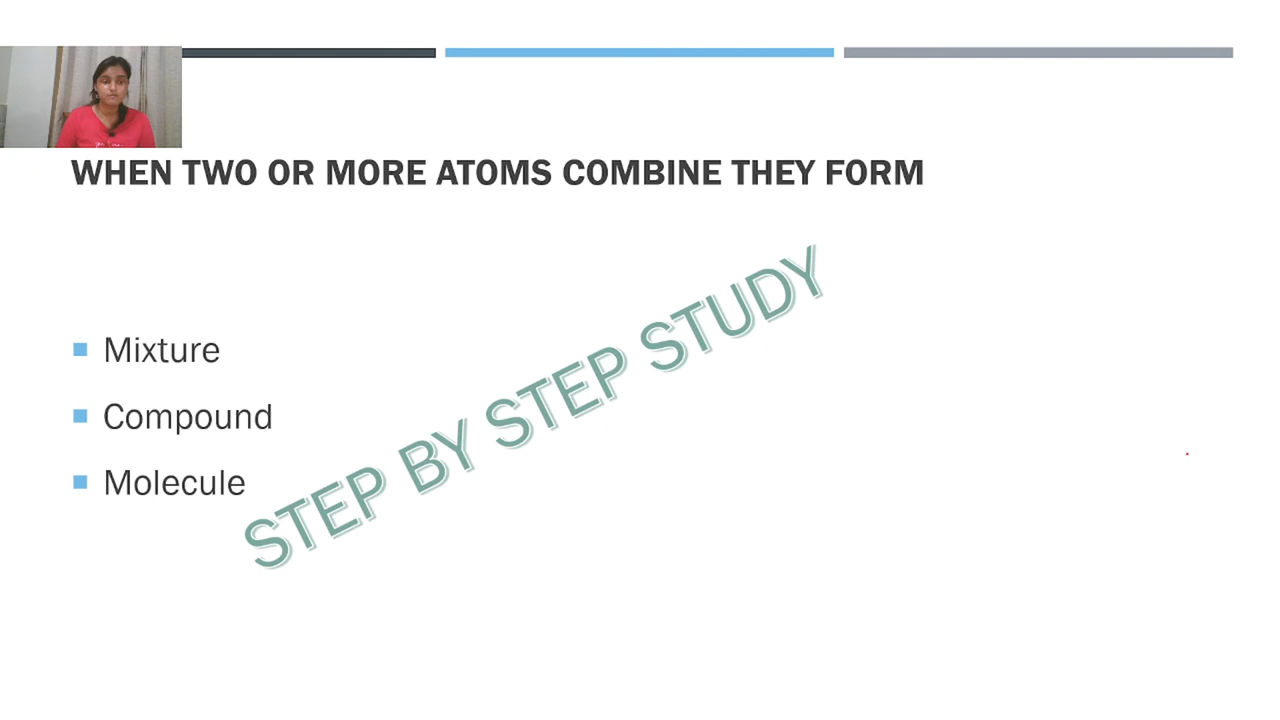 WHEN TWO OR MORE ATOMS COMBINE THEY FORM
Mixture
Compound
Molecule
STEP BY STEP STUDY